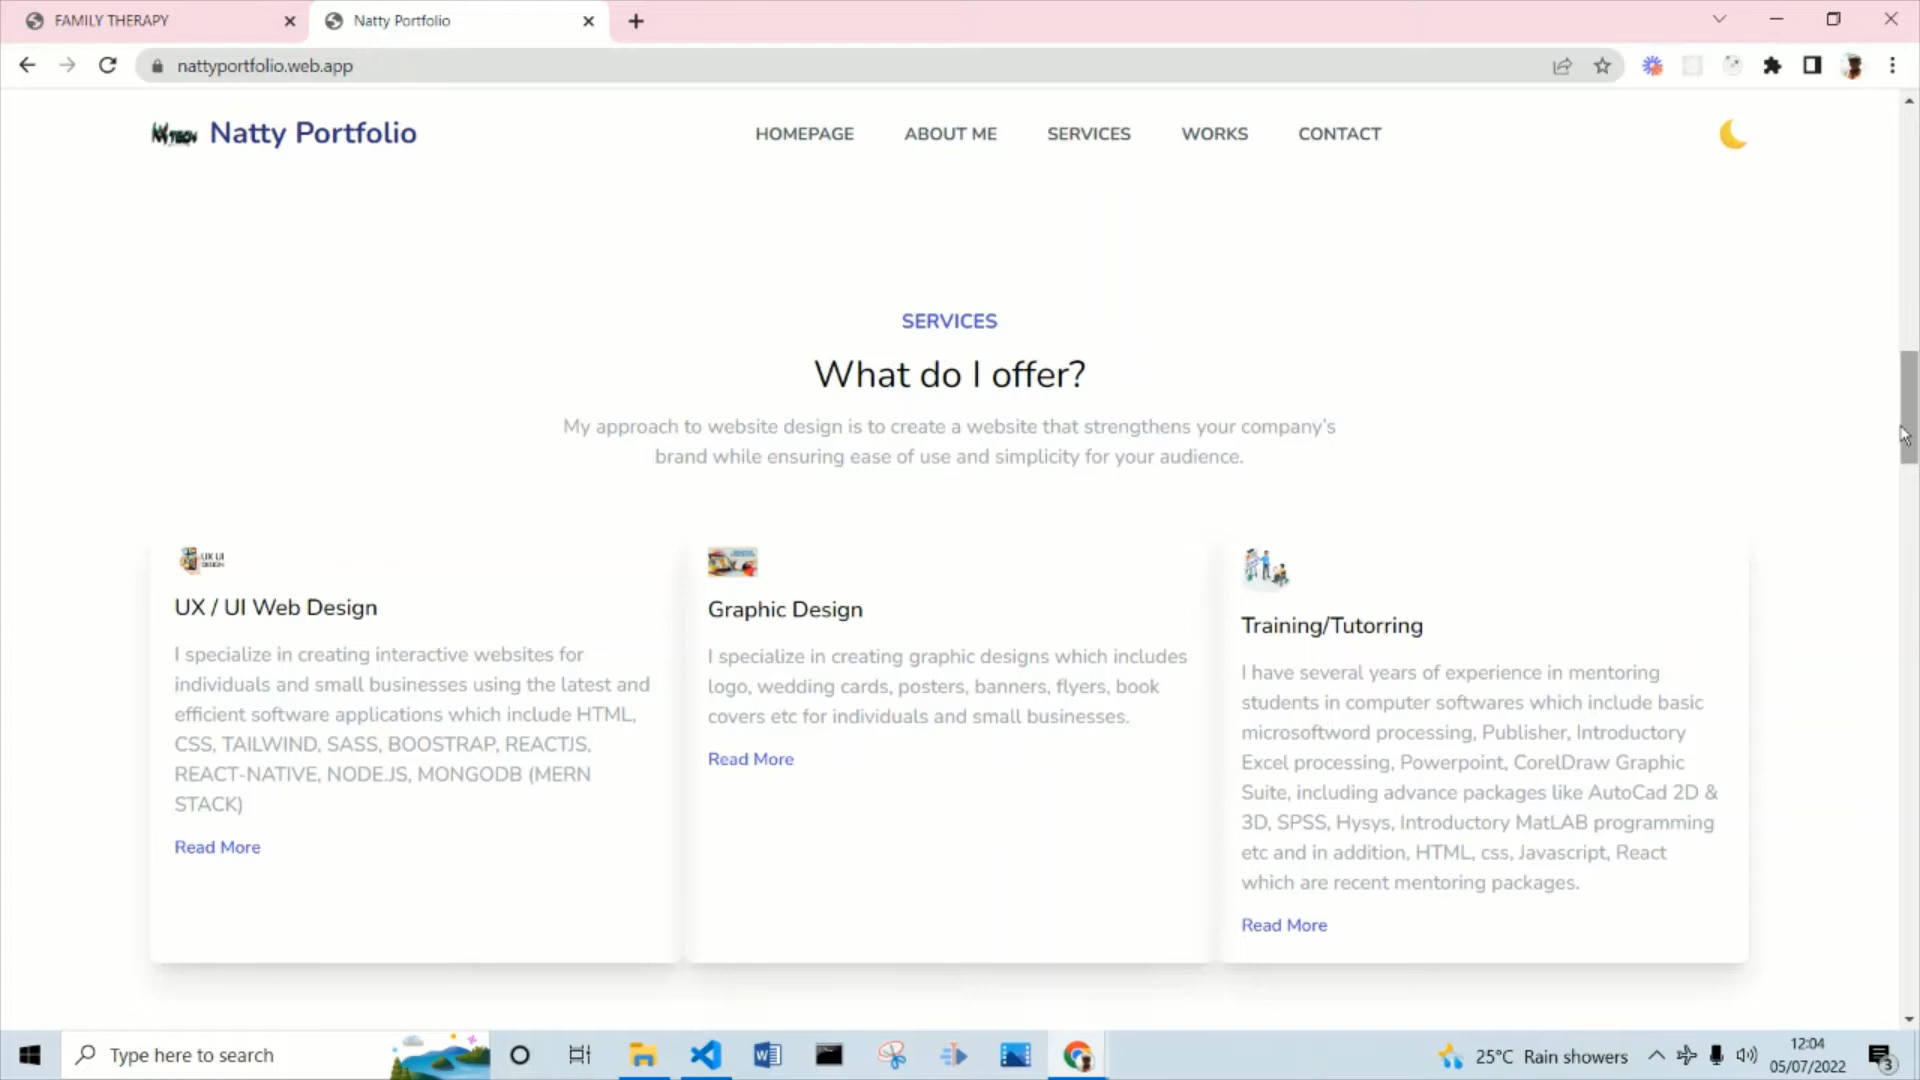 FAMILY THERAPY
Natty Portfolio
nattyportfolio.web.app
Natty Portfolio
HOMEPAGE
ABOUT ME
SERVICES
WORKS
CONTACT
SERVICES
What do I offer?
My approach to website design is to create a website that strengthens your company's
brand while ensuring ease of use and simplicity for your audience.
UX UI
DESIGN
UX / UI Web Design
I specialize in creating interactive websites for
individuals and small businesses using the latest and
efficient software applications which include HTML,
CSS, TAILWIND, SASS, BOOSTRAP, REACTJS,
REACT-NATIVE, NODE.JS, MONGODB (MERN
STACK)
Read More
Graphic Design
I specialize in creating graphic designs which includes
logo, wedding cards, posters, banners, flyers, book
covers etc for individuals and small businesses.
Read More
Training/Tutorring
I have several years of experience in mentoring
students in computer softwares which include basic
microsoftword processing, Publisher, Introductory
Excel processing, Powerpoint, CorelDraw Graphic
Suite, including advance packages like AutoCad 2D &
3D, SPSS, Hysys, Introductory MatLAB programming
etc and in addition, HTML, css, Javascript, React
which are recent mentoring packages.
Read More
Type here to search
25°C Rain showers
12:04
05/07/2022
3